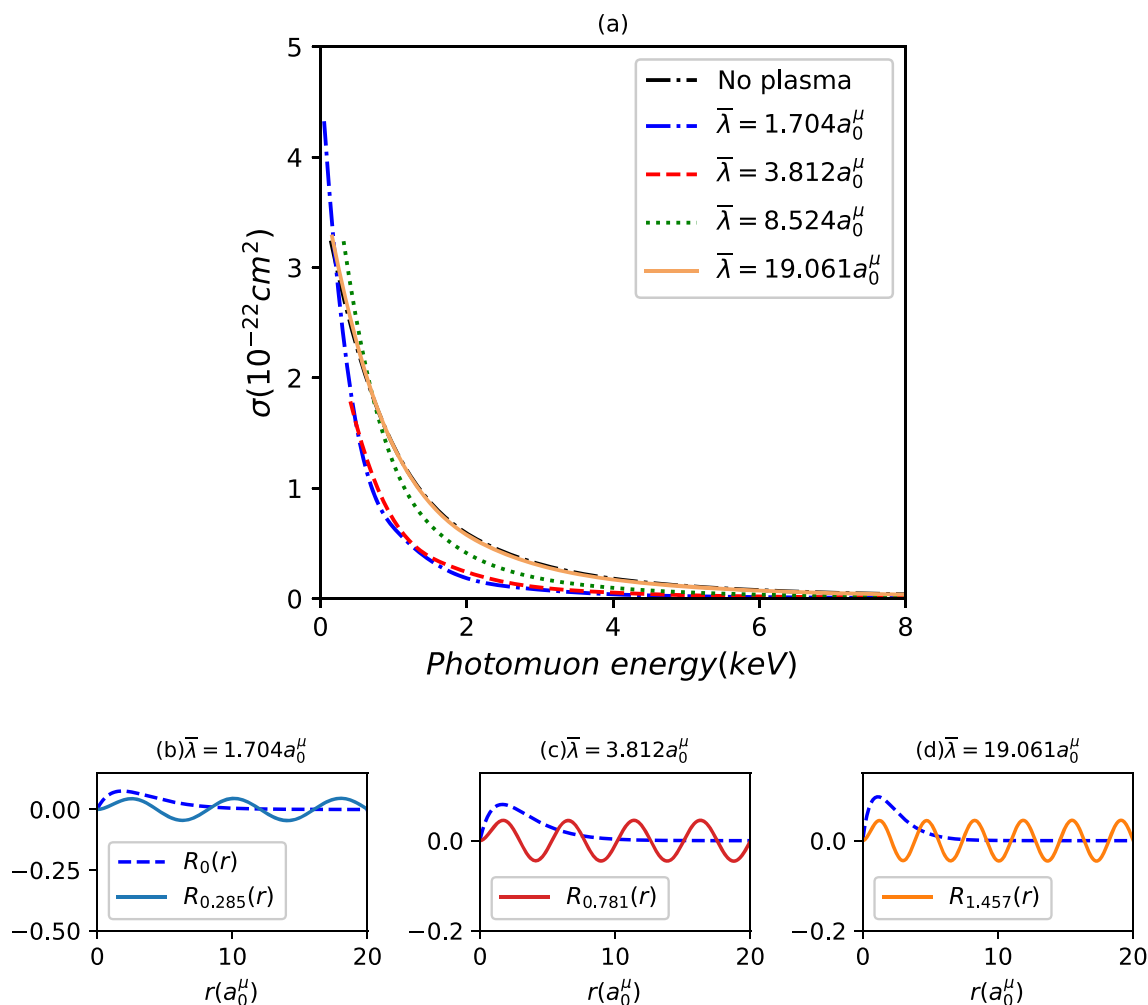 (a)
5
4
3
2
1
0
σ(10⁻²²cm²)
No plasma
λ̅ = 1.704a₀^μ
λ̅ = 3.812a₀^μ
λ̅ = 8.524a₀^μ
λ̅ = 19.061a₀^μ
0 2 4 6 8
Photomuon energy(keV)
(b)λ̅ = 1.704a₀^μ
0.00
−0.25
−0.50
R₀(r)
R₀.₂₈₅(r)
0 10 20
r(a₀^μ)
(c)λ̅ = 3.812a₀^μ
0.0
−0.2
R₀.₇₈₁(r)
0 10 20
r(a₀^μ)
(d)λ̅ = 19.061a₀^μ
0.0
−0.2
R₁.₄₅₇(r)
0 10 20
r(a₀^μ)